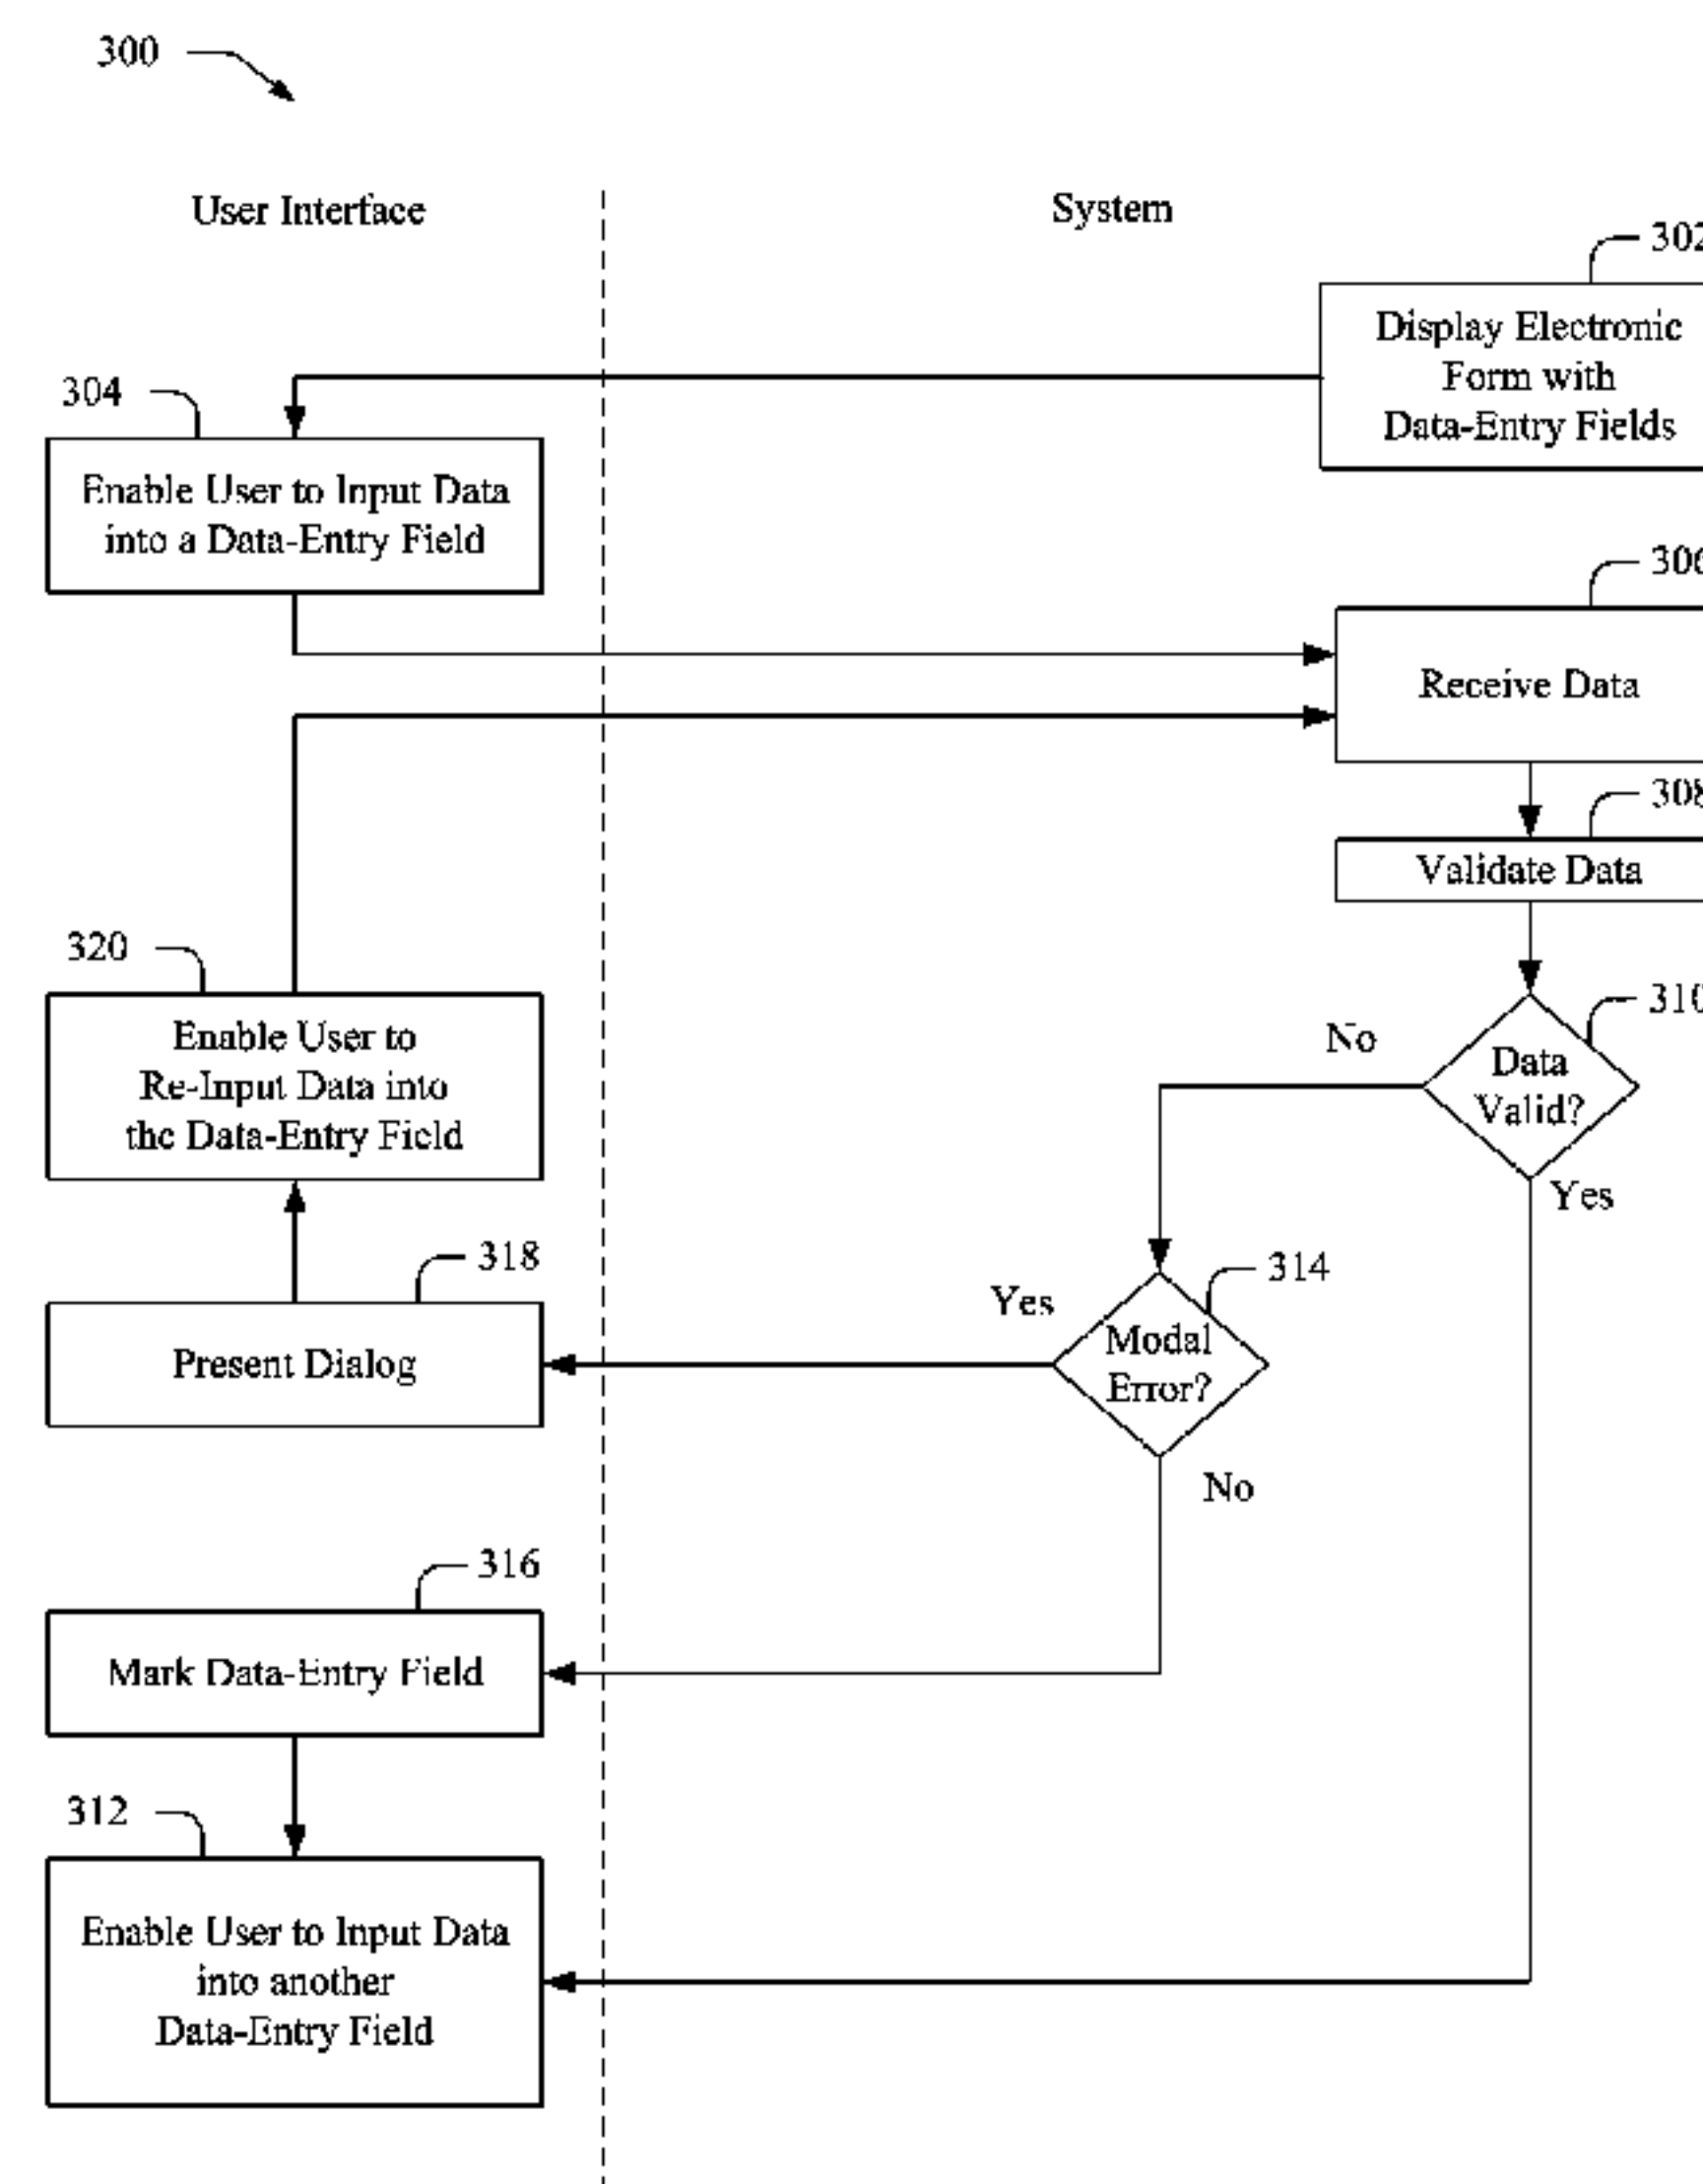 300
User Interface
System
302
Display Electronic
Form with
Data-Entry Fields
304
Enable User to Input Data
into a Data-Entry Field
306
Receive Data
308
Validate Data
320
Enable User to
Re-Input Data into
the Data-Entry Field
310
No
Data
Valid?
Yes
318
Present Dialog
314
Yes
Modal
Error?
No
316
Mark Data-Entry Field
312
Enable User to Input Data
into another
Data-Entry Field